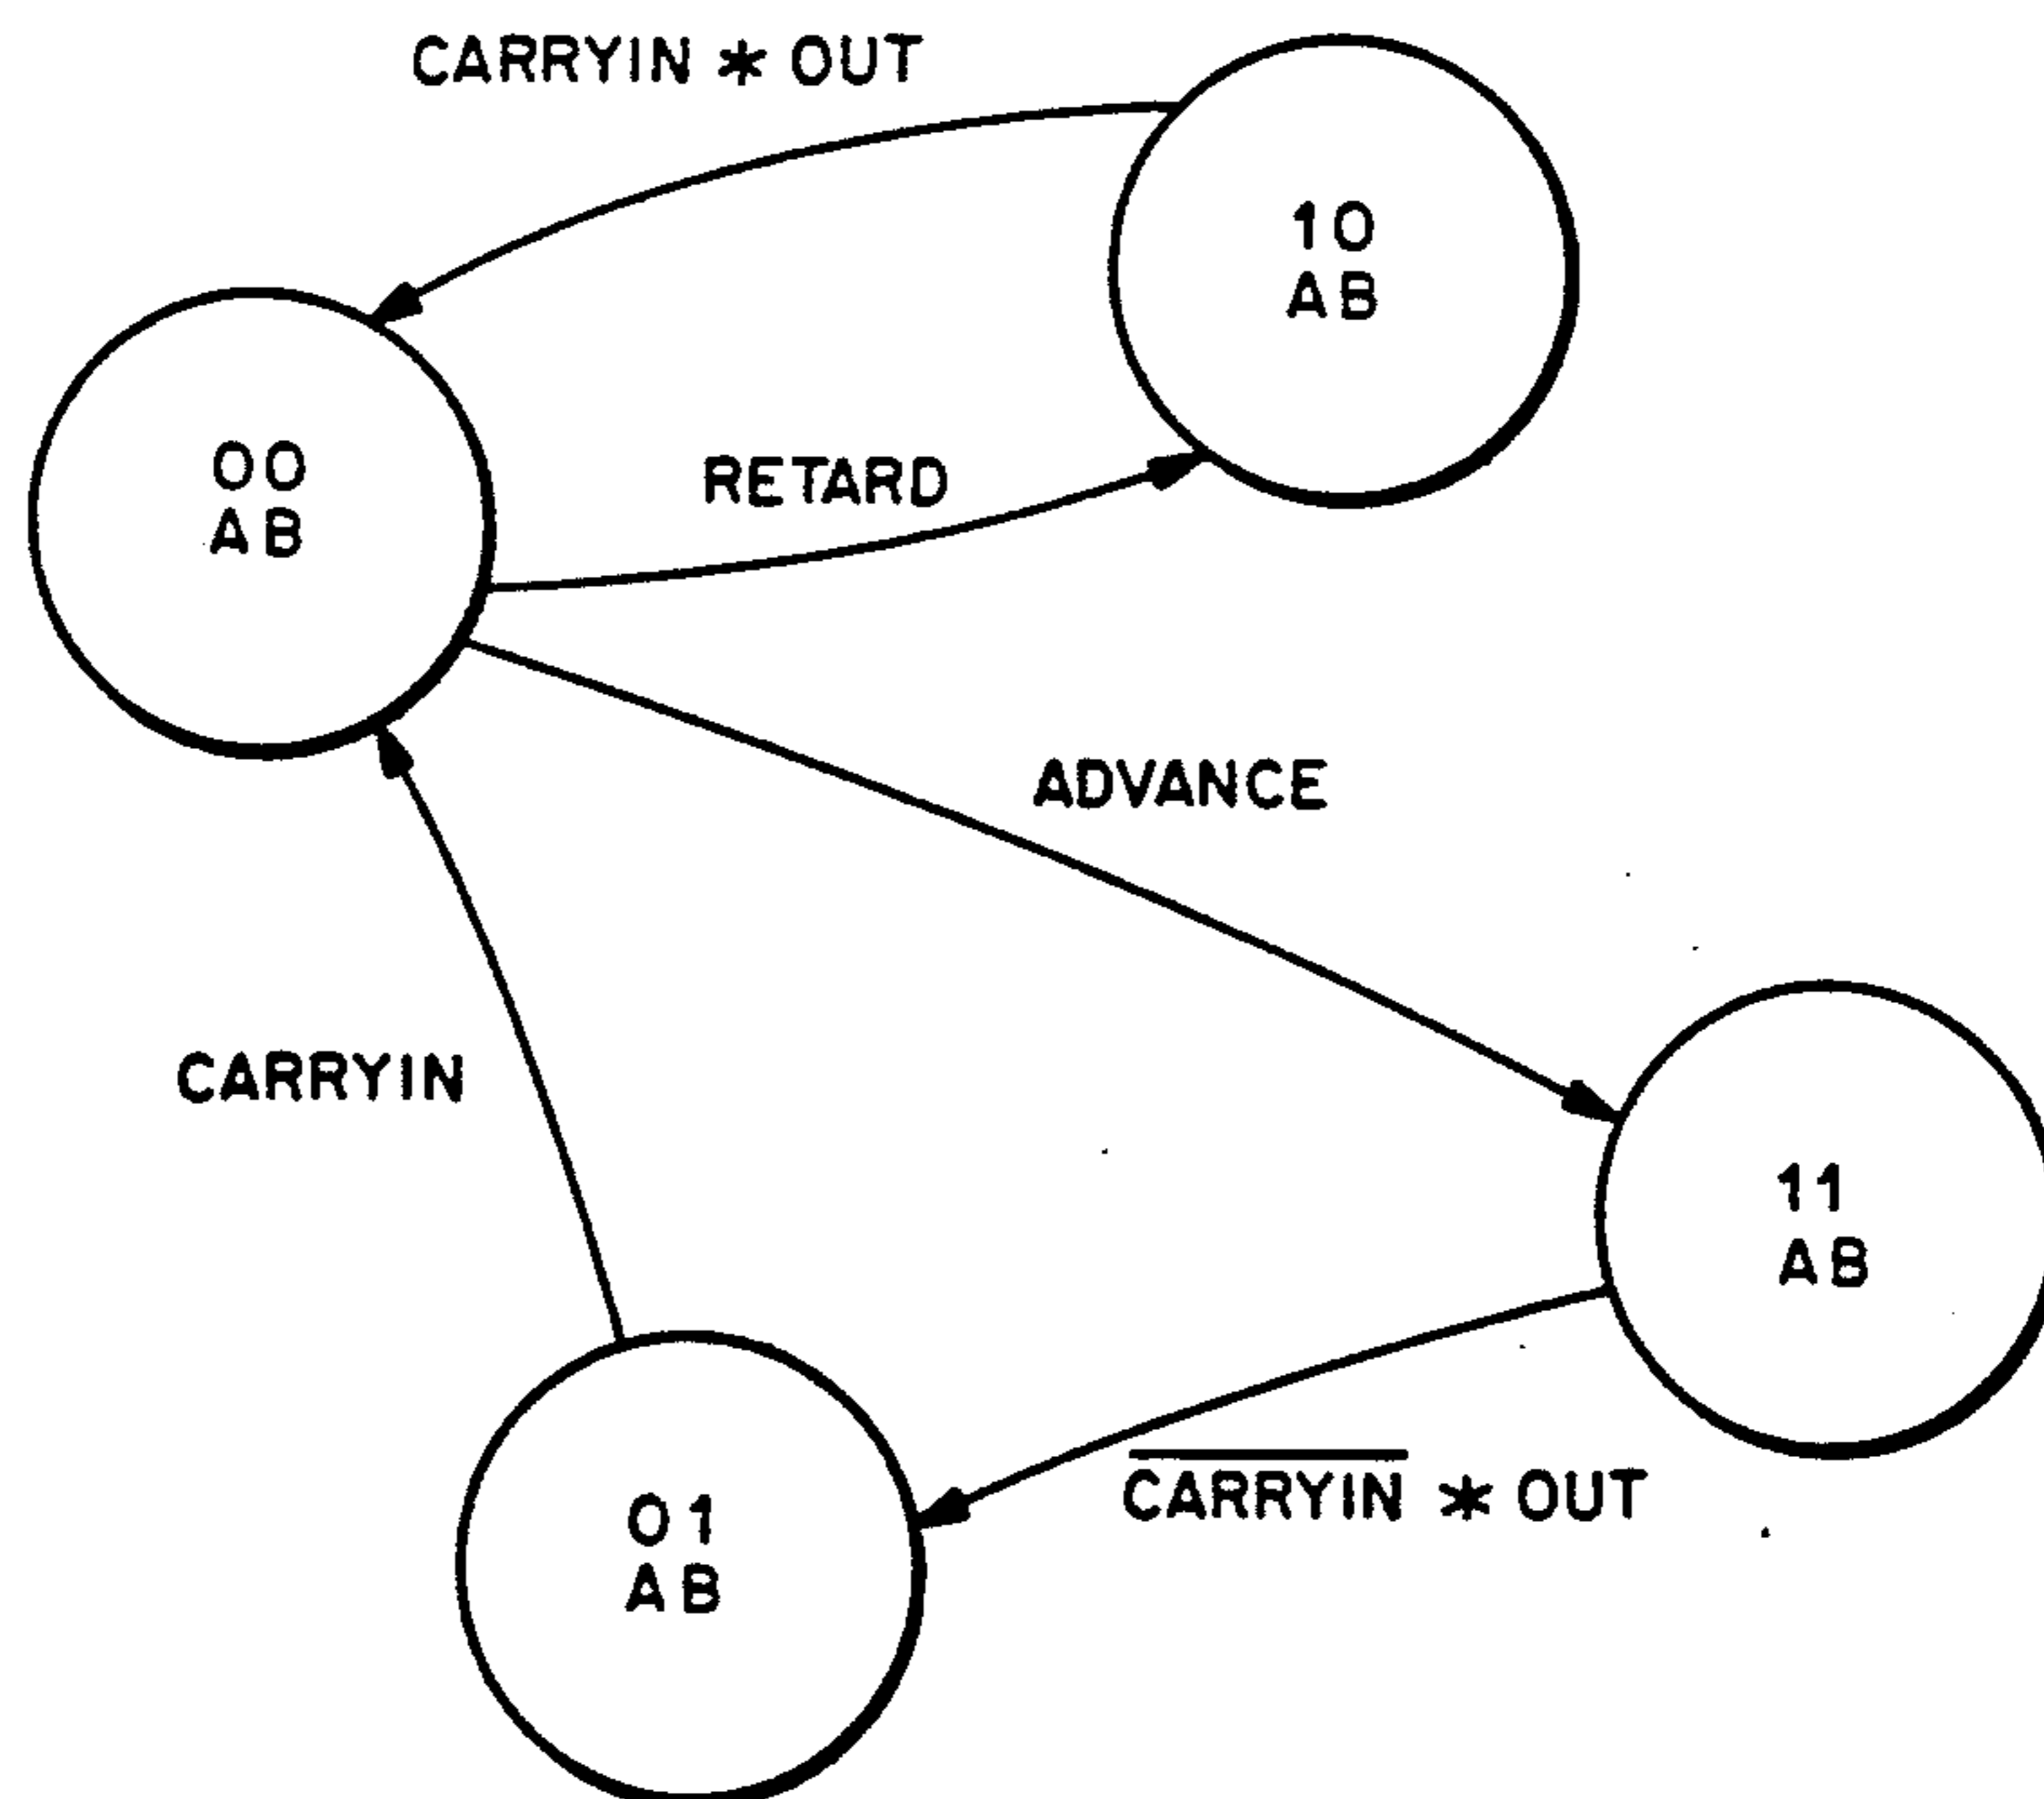 CARRYIN * OUT
10
AB
00
AB
RETARD
ADVANCE
CARRYIN
11
AB
CARRYIN * OUT
01
AB